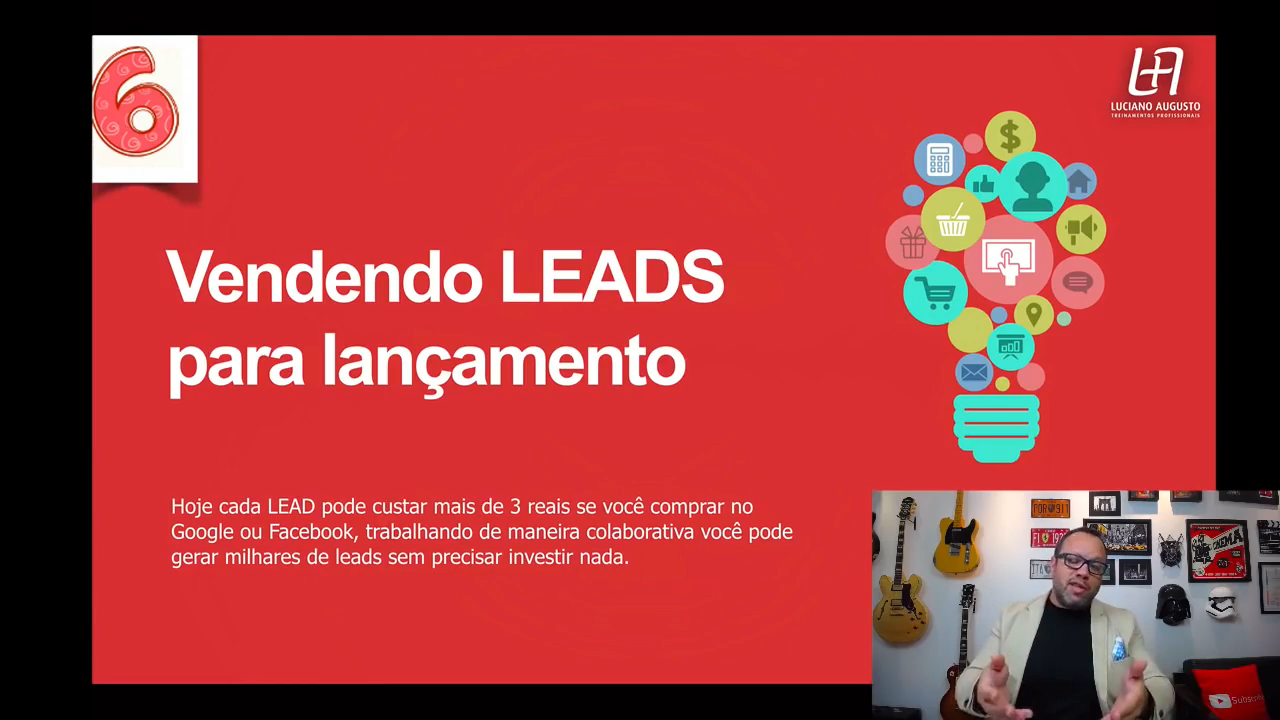 6
LUCIANO AUGUSTO
TREINAMENTOS PROFISSIONAIS
$
Vendendo LEADS
para lançamento
Hoje cada LEAD pode custar mais de 3 reais se você comprar no
Google ou Facebook, trabalhando de maneira colaborativa você pode
gerar milhares de leads sem precisar investir nada.
POR 911